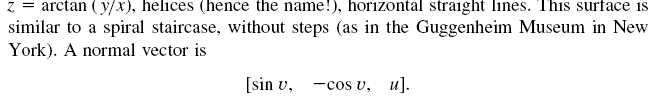 z = arctan (y/x), helices (hence the name!), horizontal straight lines. This surface is
similar to a spiral staircase, without steps (as in the Guggenheim Museum in New
York). A normal vector is
[sin v, −cos v, u].